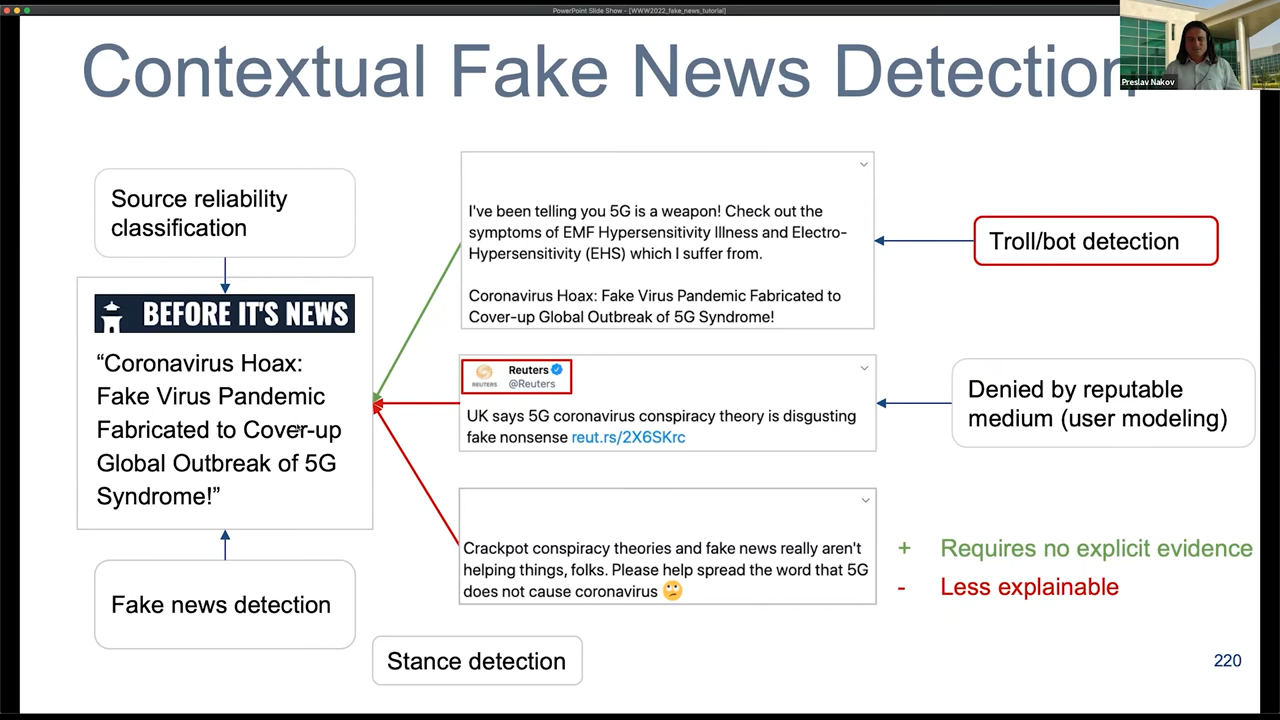 PowerPoint Slide Show - [WWW2022_fake_news_tutorial]
Contextual Fake News Detection
Preslav Nakov
Source reliability
classification
BEFORE IT'S NEWS
“Coronavirus Hoax:
Fake Virus Pandemic
Fabricated to Cover-up
Global Outbreak of 5G
Syndrome!”
Fake news detection
I've been telling you 5G is a weapon! Check out the
symptoms of EMF Hypersensitivity Illness and Electro-
Hypersensitivity (EHS) which I suffer from.
Coronavirus Hoax: Fake Virus Pandemic Fabricated to
Cover-up Global Outbreak of 5G Syndrome!
Troll/bot detection
REUTERS
Reuters
@Reuters
UK says 5G coronavirus conspiracy theory is disgusting
fake nonsense reut.rs/2X6SKrc
Denied by reputable
medium (user modeling)
Crackpot conspiracy theories and fake news really aren't
helping things, folks. Please help spread the word that 5G
does not cause coronavirus 🙄
+ Requires no explicit evidence
- Less explainable
Stance detection
220